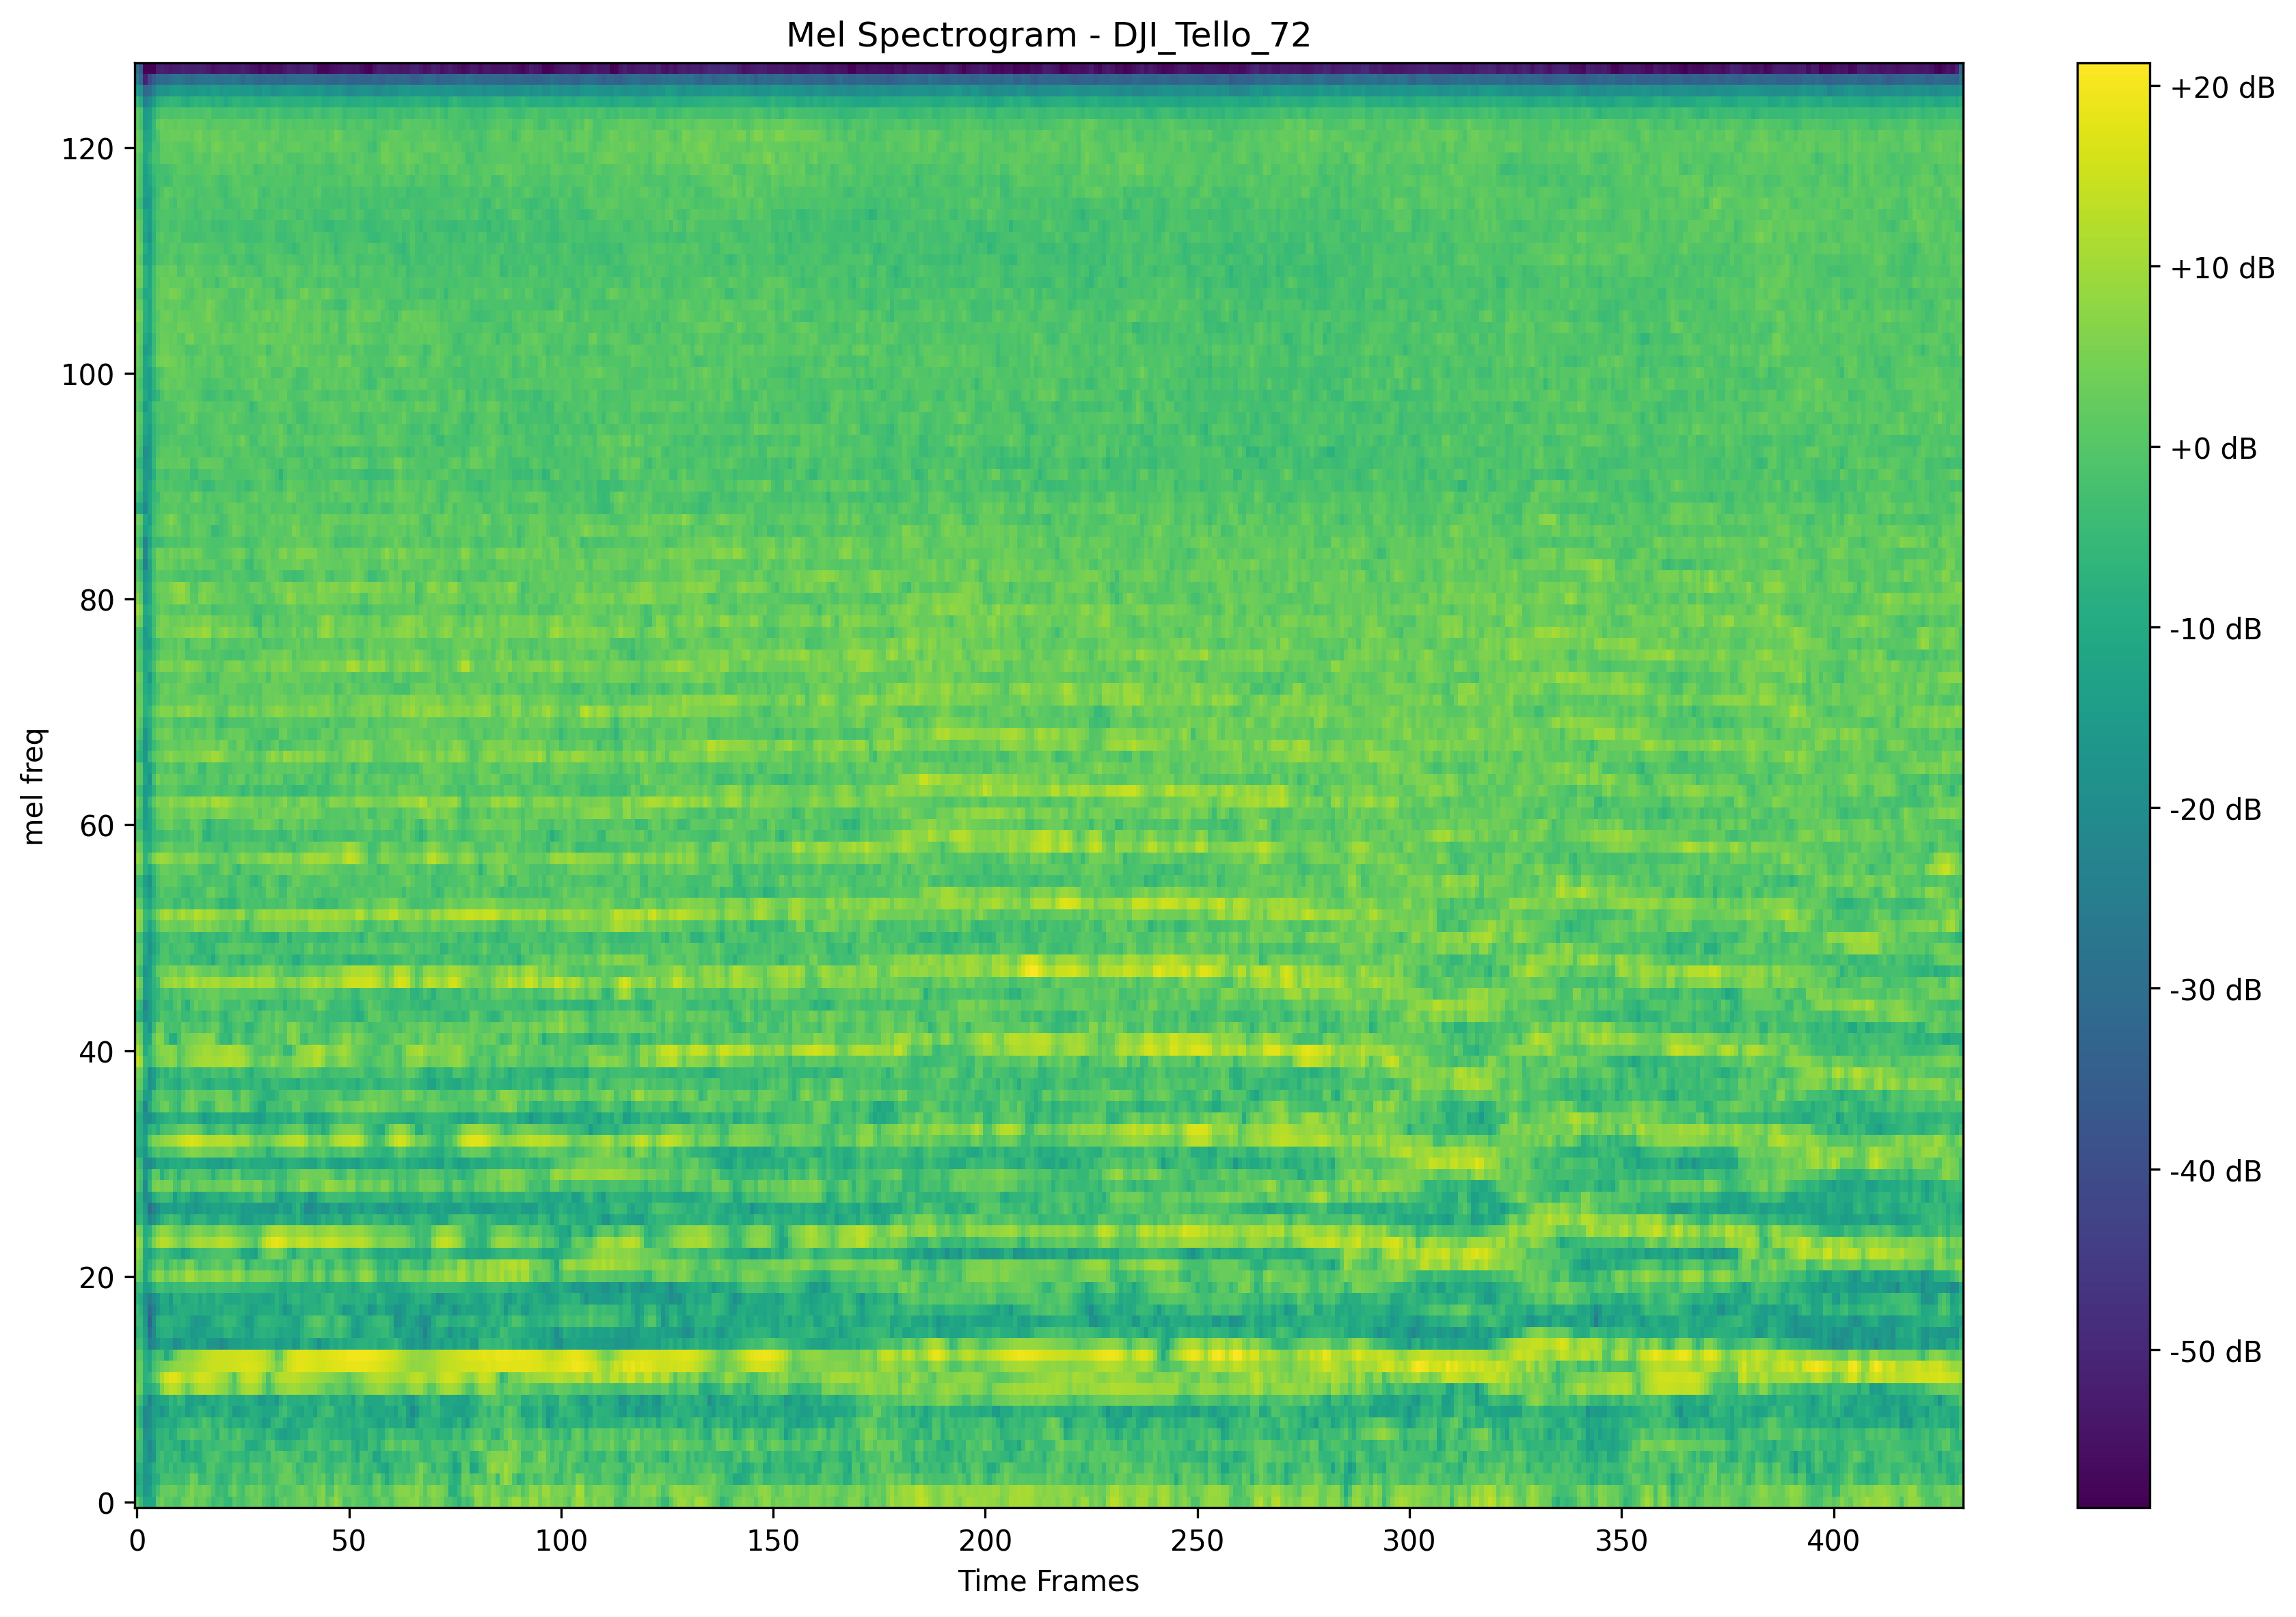 Mel Spectrogram - DJI_Tello_72
mel freq
120
100
80
60
40
20
0
0 50 100 150 200 250 300 350 400
Time Frames
+20 dB
+10 dB
+0 dB
-10 dB
-20 dB
-30 dB
-40 dB
-50 dB